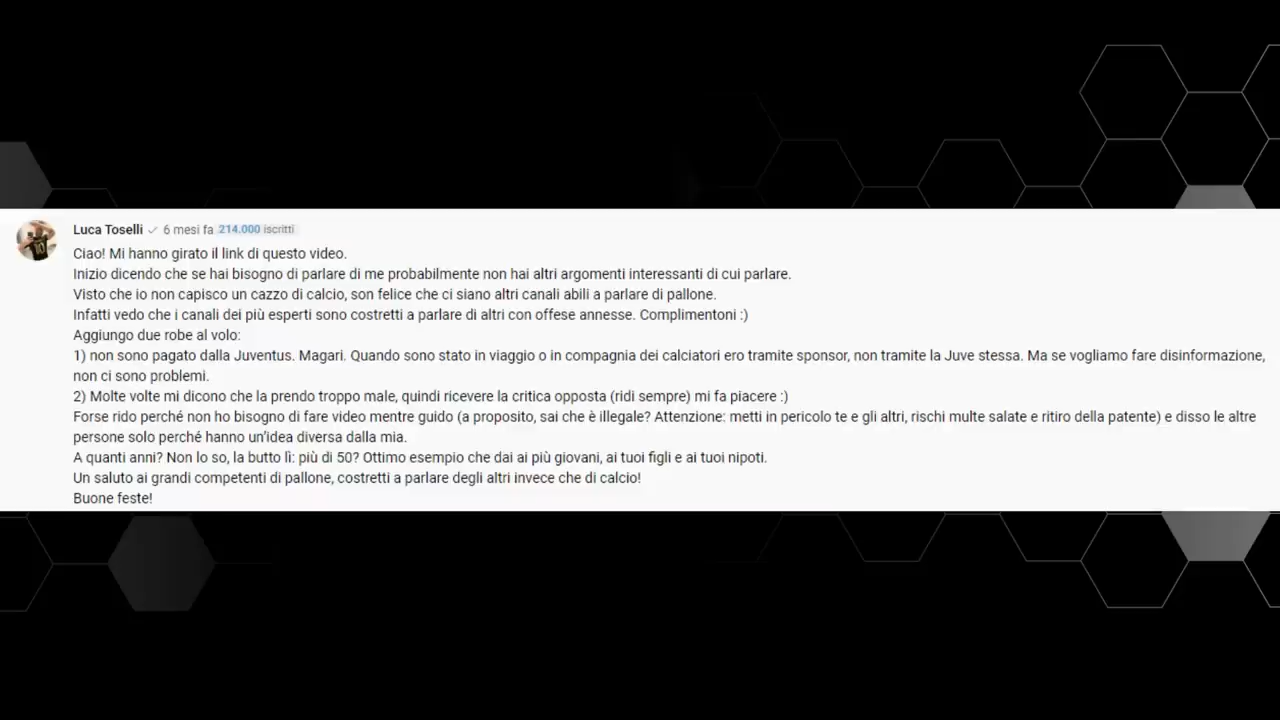 Luca Toselli ✓ 6 mesi fa 214.000 iscritti
Ciao! Mi hanno girato il link di questo video.
Inizio dicendo che se hai bisogno di parlare di me probabilmente non hai altri argomenti interessanti di cui parlare.
Visto che io non capisco un cazzo di calcio, son felice che ci siano altri canali abili a parlare di pallone.
Infatti vedo che i canali dei più esperti sono costretti a parlare di altri con offese annesse. Complimentoni :)
Aggiungo due robe al volo:
1) non sono pagato dalla Juventus. Magari. Quando sono stato in viaggio o in compagnia dei calciatori ero tramite sponsor, non tramite la Juve stessa. Ma se vogliamo fare disinformazione,
non ci sono problemi.
2) Molte volte mi dicono che la prendo troppo male, quindi ricevere la critica opposta (ridi sempre) mi fa piacere :)
Forse rido perché non ho bisogno di fare video mentre guido (a proposito, sai che è illegale? Attenzione: metti in pericolo te e gli altri, rischi multe salate e ritiro della patente) e disso le altre
persone solo perché hanno un'idea diversa dalla mia.
A quanti anni? Non lo so, la butto lì: più di 50? Ottimo esempio che dai ai più giovani, ai tuoi figli e ai tuoi nipoti.
Un saluto ai grandi competenti di pallone, costretti a parlare degli altri invece che di calcio!
Buone feste!